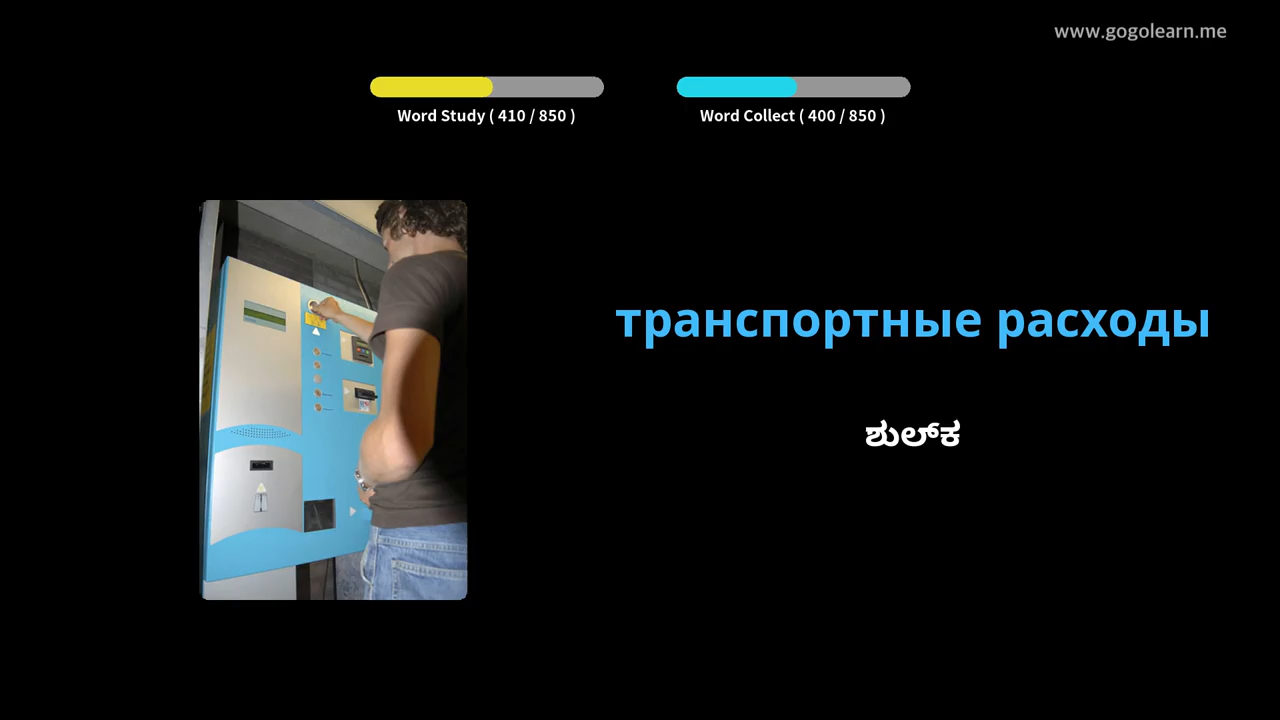 www.gogolearn.me
Word Study ( 410 / 850 )
Word Collect ( 400 / 850 )
транспортные расходы
ಶುಲ್‌ಕ